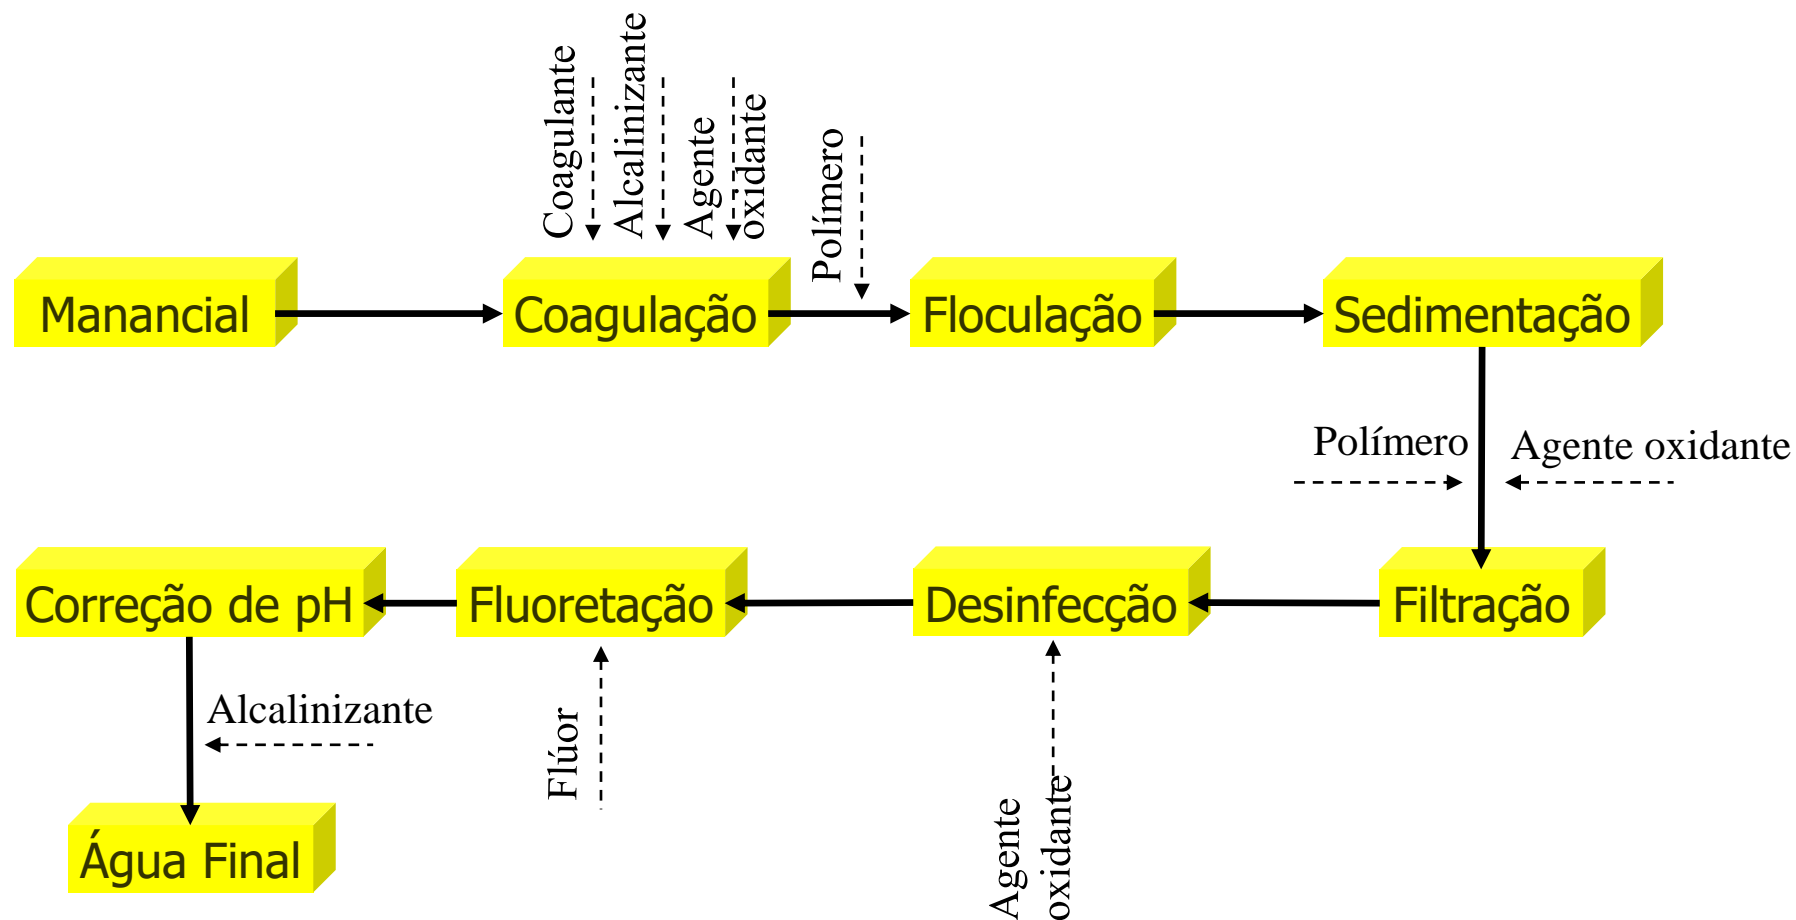 Coagulante
Alcalinizante
Agente
oxidante
Polímero
Manancial
Coagulação
Floculação
Sedimentação
Polímero
Agente oxidante
Correção de pH
Fluoretação
Desinfecção
Filtração
Alcalinizante
Flúor
Agente
oxidante
Água Final